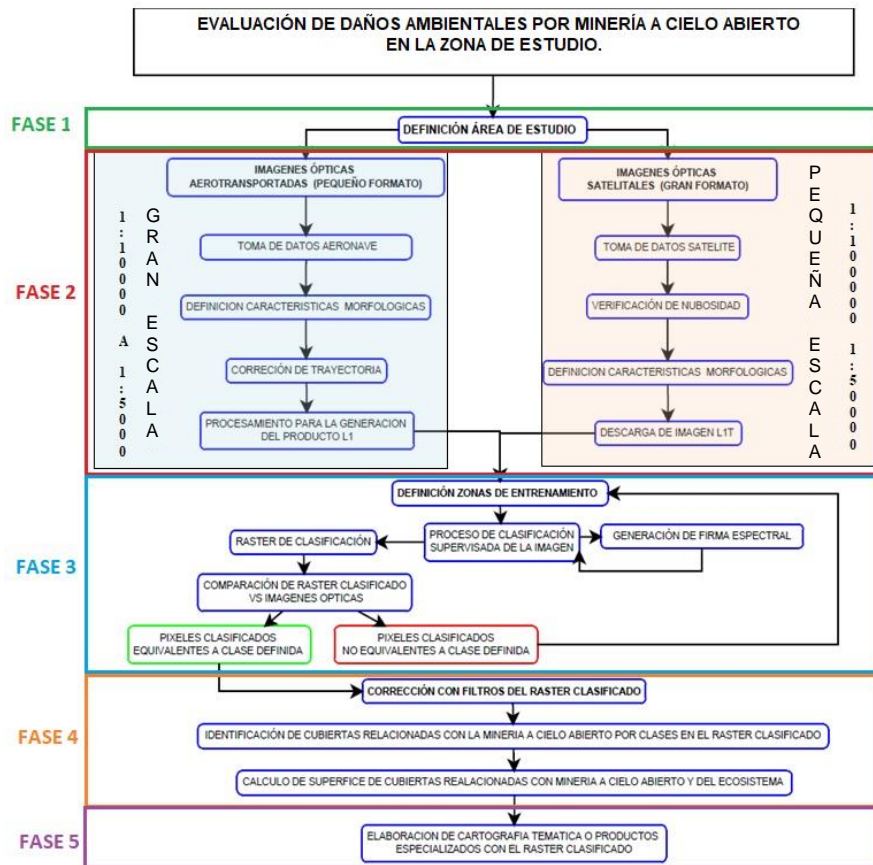 EVALUACIÓN DE DAÑOS AMBIENTALES POR MINERÍA A CIELO ABIERTO
EN LA ZONA DE ESTUDIO.
FASE 1
DEFINICIÓN ÁREA DE ESTUDIO
FASE 2
1:10000 A 1:5000
GRAN ESCALA
IMAGENES ÓPTICAS
AEROTRANSPORTADAS (PEQUEÑO FORMATO)
TOMA DE DATOS AERONAVE
DEFINICION CARACTERISTICAS MORFOLOGICAS
CORRECIÓN DE TRAYECTORIA
PROCESAMIENTO PARA LA GENERACION
DEL PRODUCTO L1
IMAGENES ÓPTICAS
SATELITALES (GRAN FORMATO)
TOMA DE DATOS SATELITE
VERIFICACIÓN DE NUBOSIDAD
DEFINICION CARACTERISTICAS MORFOLOGICAS
DESCARGA DE IMAGEN L1T
PEQUEÑA ESCALA
1:100000 1:50000
FASE 3
DEFINICIÓN ZONAS DE ENTRENAMIENTO
RASTER DE CLASIFICACIÓN
PROCESO DE CLASIFICACIÓN
SUPERVISADA DE LA IMAGEN
GENERACIÓN DE FIRMA ESPECTRAL
COMPARACIÓN DE RASTER CLASIFICADO
VS IMAGENES OPTICAS
PIXELES CLASIFICADOS
EQUIVALENTES A CLASE DEFINIDA
PIXELES CLASIFICADOS
NO EQUIVALENTES A CLASE DEFINIDA
FASE 4
CORRECCIÓN CON FILTROS DEL RASTER CLASIFICADO
IDENTIFICACIÓN DE CUBIERTAS RELACIONADAS CON LA MINERIA A CIELO ABIERTO POR CLASES EN EL RASTER CLASIFICADO
CALCULO DE SUPERFICE DE CUBIERTAS REALACIONADAS CON MINERIA A CIELO ABIERTO Y DEL ECOSISTEMA
FASE 5
ELABORACION DE CARTOGRAFIA TEMATICA O PRODUCTOS
ESPECIALIZADOS CON EL RASTER CLASIFICADO